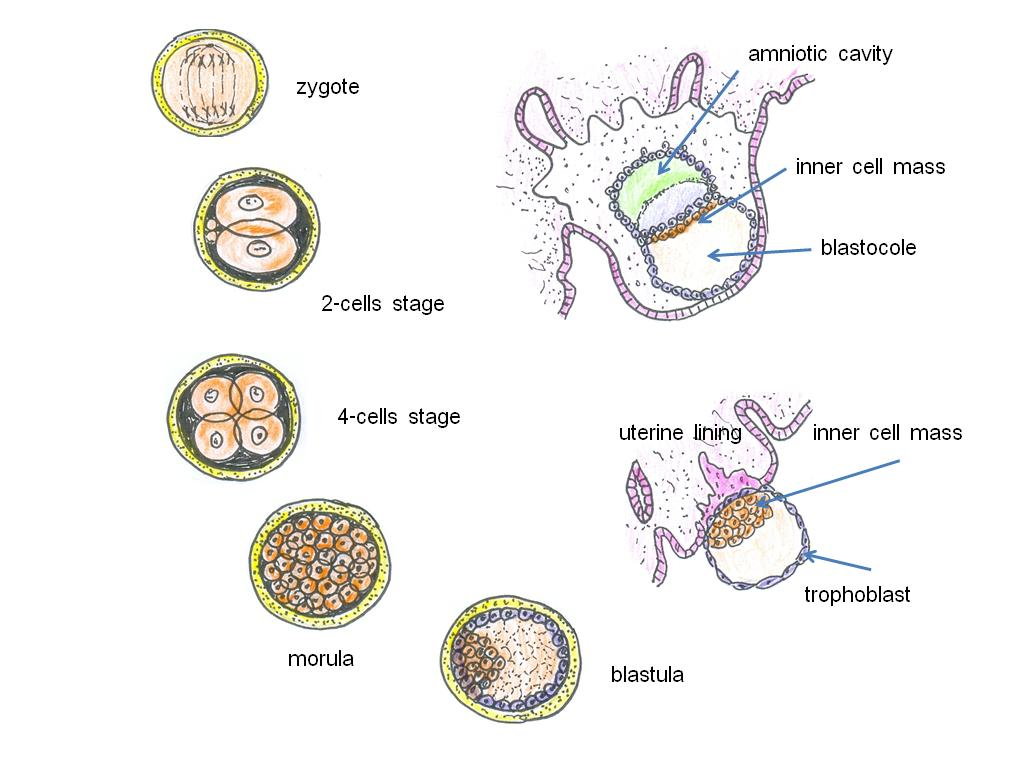 zygote
2-cells stage
4-cells stage
morula
blastula
amniotic cavity
inner cell mass
blastocole
uterine lining
inner cell mass
trophoblast